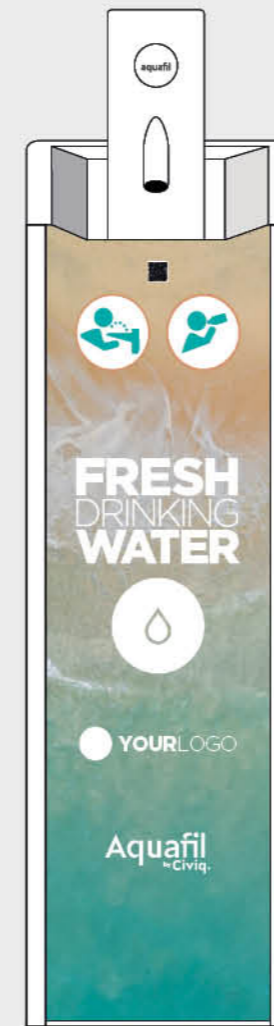 aquafil
FRESH
DRINKING
WATER
YOURLOGO
Aquafil
by Civiq.